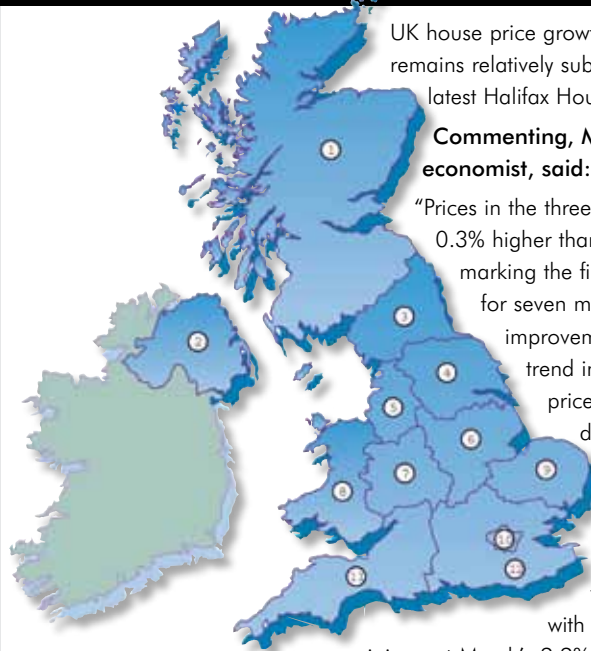 UK house price grow
remains relatively sub
latest Halifax Hou
Commenting, M
economist, said:
"Prices in the three
0.3% higher than
marking the fi
for seven m
improvem
trend in
price
d
with
1
2
3
4
5
6
7
8
9
10